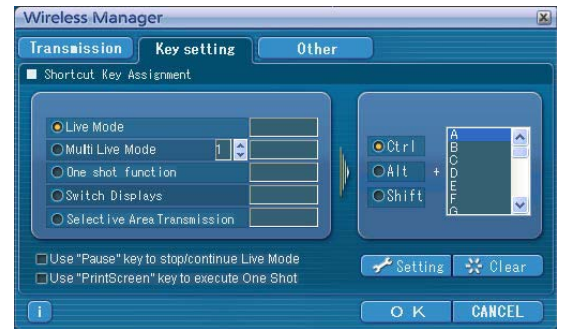 Wireless Manager
Transmission Key setting Other
Shortcut Key Assignment
Live Mode
Multi Live Mode 1
One shot function
Switch Displays
Selective Area Transmission
Ctrl
Alt +
Shift
A
B
C
D
E
F
G
Use "Pause" key to stop/continue Live Mode
Use "PrintScreen" key to execute One Shot
Setting Clear
i OK CANCEL